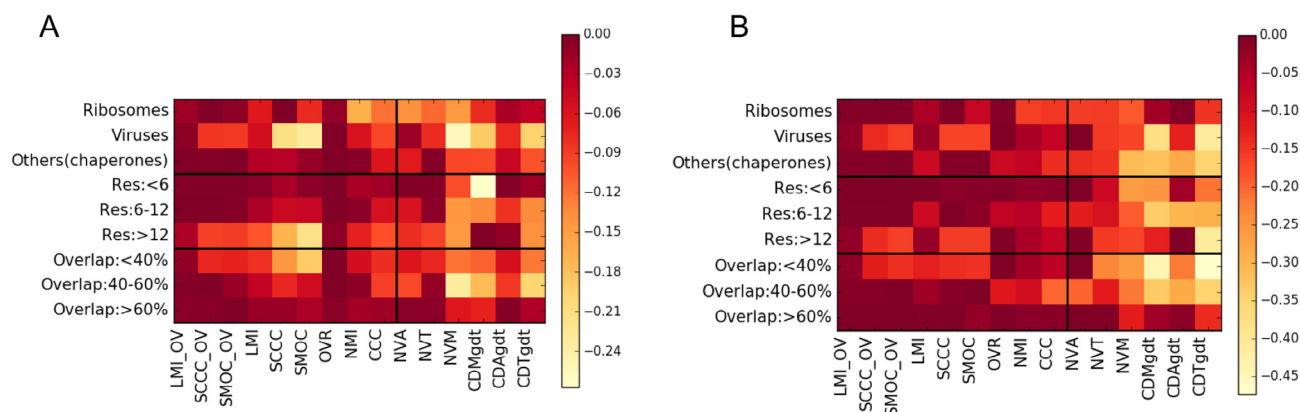 A
Ribosomes
Viruses
Others(chaperones)
Res:<6
Res:6-12
Res:>12
Overlap:<40%
Overlap:40-60%
Overlap:>60%
LMI_OV
SCCC_OV
SMOC_OV
LMI
SCCC
SMOC
OVR
NMI
CCC
NVA
NVT
NVM
CDMgdt
CDAgdt
CDTgdt
0.00
−0.03
−0.06
−0.09
−0.12
−0.15
−0.18
−0.21
−0.24
B
Ribosomes
Viruses
Others(chaperones)
Res:<6
Res:6-12
Res:>12
Overlap:<40%
Overlap:40-60%
Overlap:>60%
LMI_OV
SCCC_OV
SMOC_OV
LMI
SCCC
SMOC
OVR
NMI
CCC
NVA
NVT
NVM
CDMgdt
CDAgdt
CDTgdt
0.00
−0.05
−0.10
−0.15
−0.20
−0.25
−0.30
−0.35
−0.40
−0.45